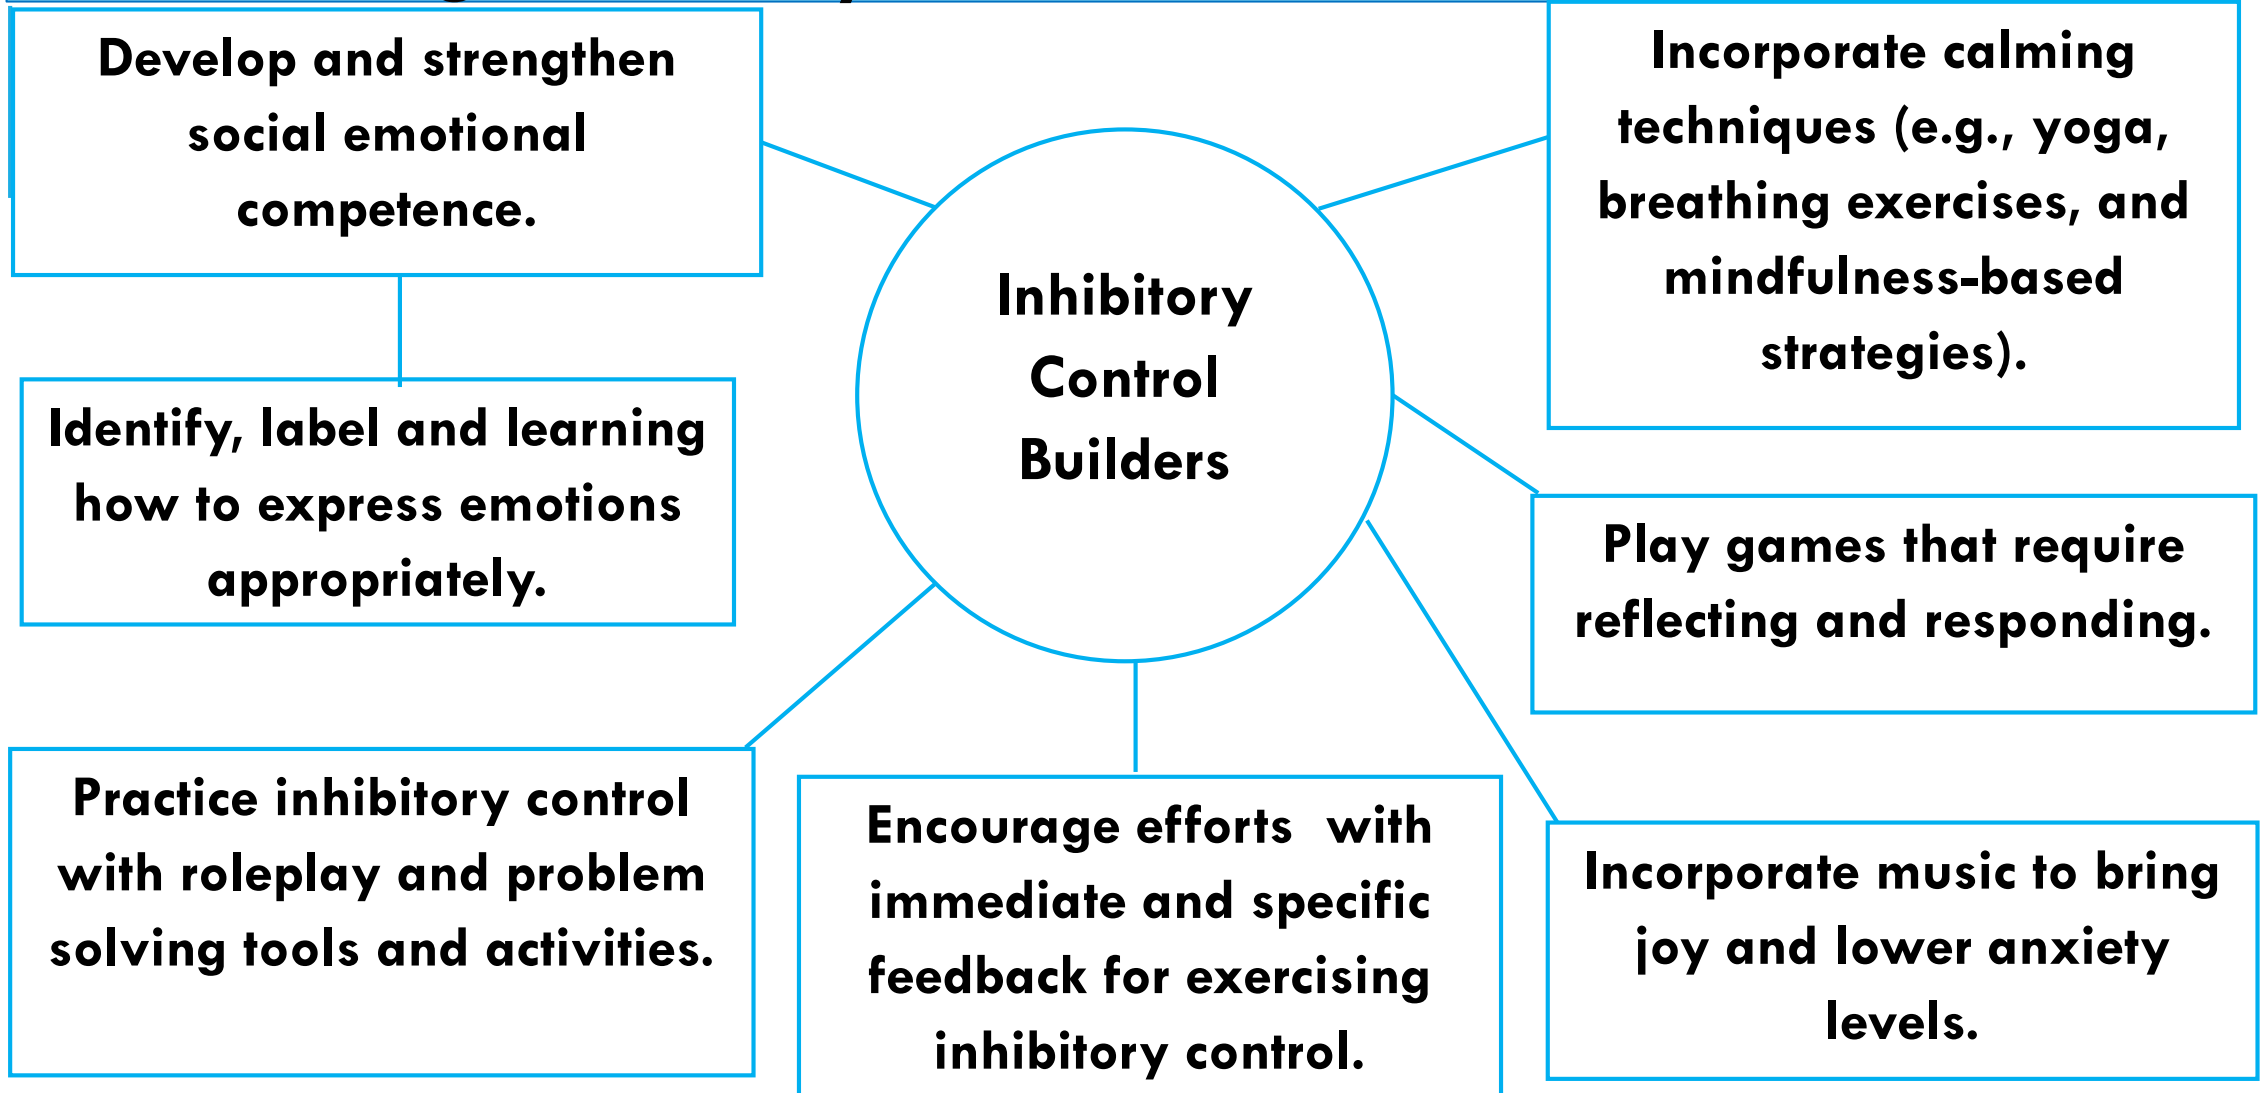 Develop and strengthen
social emotional
competence.
Identify, label and learning
how to express emotions
appropriately.
Practice inhibitory control
with roleplay and problem
solving tools and activities.
Inhibitory
Control
Builders
Encourage efforts  with
immediate and specific
feedback for exercising
inhibitory control.
Incorporate calming
techniques (e.g., yoga,
breathing exercises, and
mindfulness-based
strategies).
Play games that require
reflecting and responding.
Incorporate music to bring
joy and lower anxiety
levels.